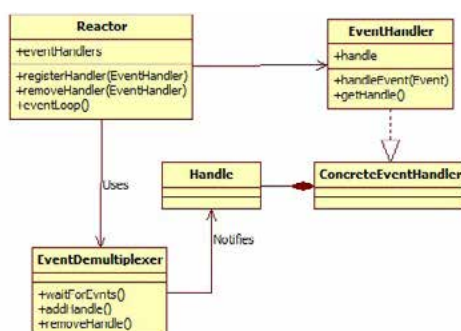 Reactor
+eventHandlers
+registerHandler(EventHandler)
+removeHandler(EventHandler)
+eventLoop()
EventHandler
+handle
+handleEvent(Event)
+getHandle()
Uses
Handle
ConcreteEventHandler
Notifies
EventDemultiplexer
+waitForEvnts()
+addHandle()
+removeHandle()